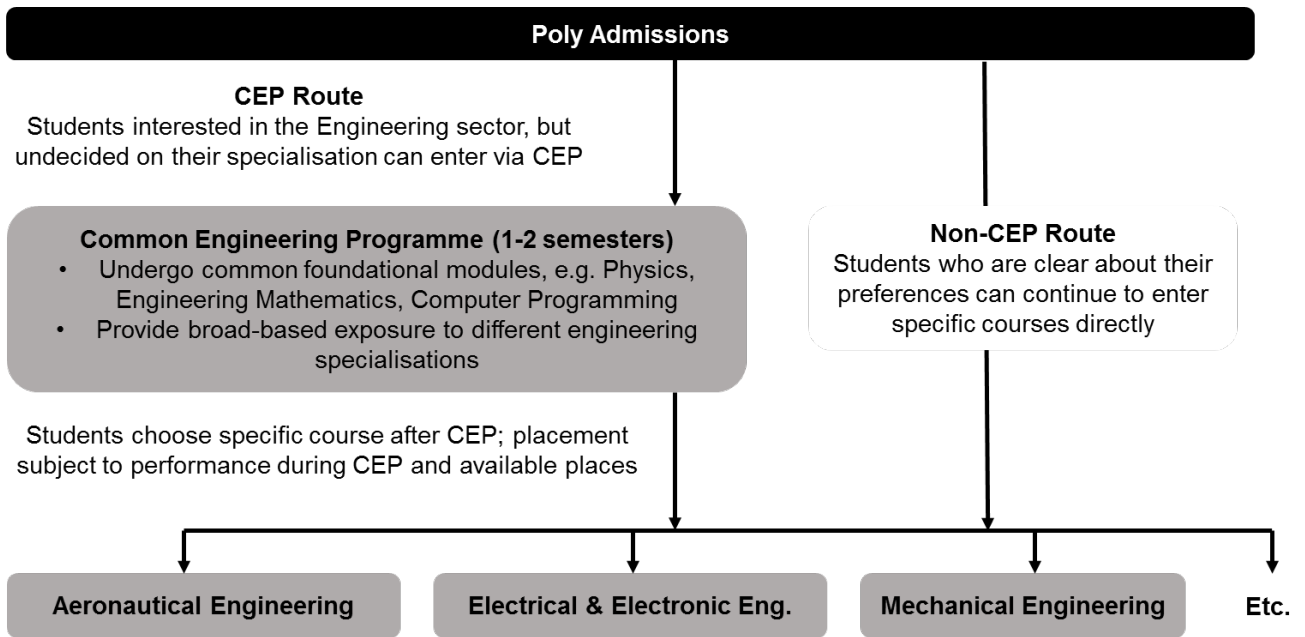 Poly Admissions
CEP Route
Students interested in the Engineering sector, but
undecided on their specialisation can enter via CEP
Common Engineering Programme (1-2 semesters)
• Undergo common foundational modules, e.g. Physics,
Engineering Mathematics, Computer Programming
• Provide broad-based exposure to different engineering
specialisations
Non-CEP Route
Students who are clear about their
preferences can continue to enter
specific courses directly
Students choose specific course after CEP; placement
subject to performance during CEP and available places
Aeronautical Engineering
Electrical & Electronic Eng.
Mechanical Engineering
Etc.